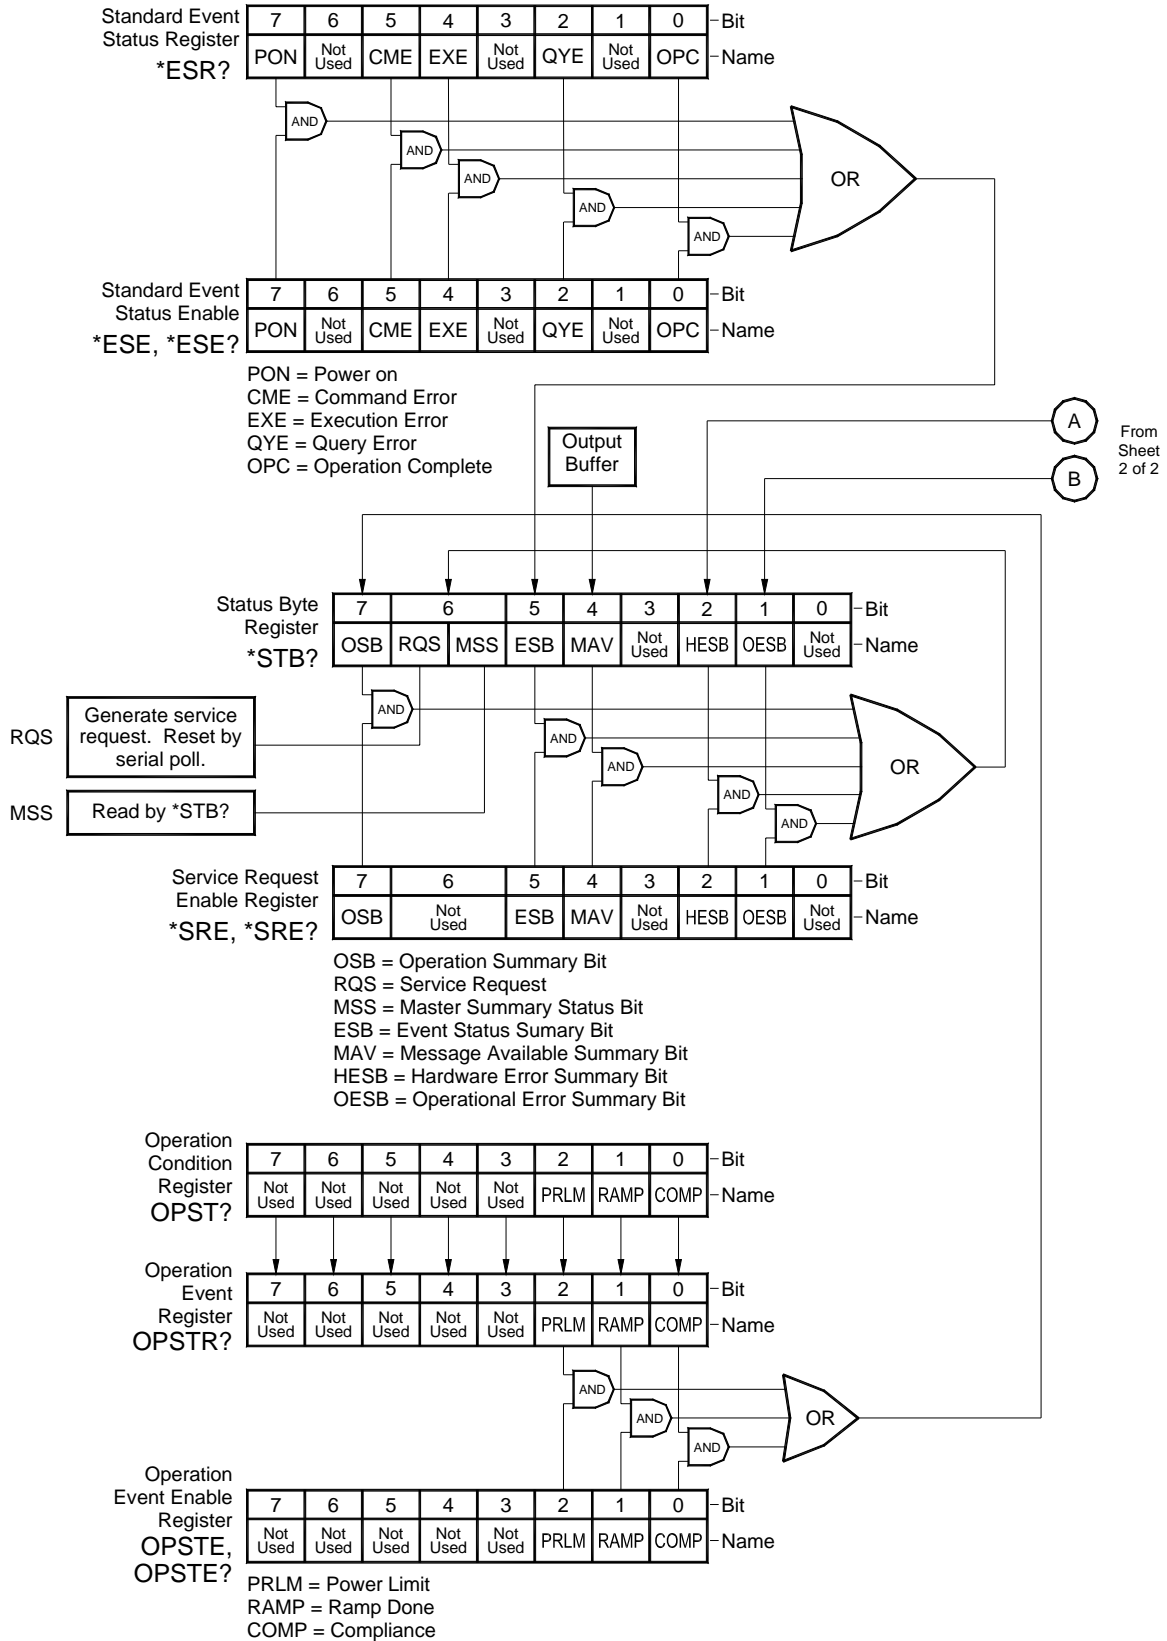 Standard Event
Status Register
*ESR?
7 6 5 4 3 2 1 0 Bit
PON Not Used CME EXE Not Used QYE Not Used OPC Name
AND
AND
AND
AND
AND
OR
Standard Event
Status Enable
*ESE, *ESE?
7 6 5 4 3 2 1 0 Bit
PON Not Used CME EXE Not Used QYE Not Used OPC Name
PON = Power on
CME = Command Error
EXE = Execution Error
QYE = Query Error
OPC = Operation Complete
Output
Buffer
A
B
From
Sheet
2 of 2
Status Byte
Register
*STB?
7 6 5 4 3 2 1 0 Bit
OSB RQS MSS ESB MAV Not Used HESB OESB Not Used Name
RQS
Generate service
request. Reset by
serial poll.
MSS
Read by *STB?
AND
AND
AND
AND
AND
OR
Service Request
Enable Register
*SRE, *SRE?
7 6 5 4 3 2 1 0 Bit
OSB Not Used ESB MAV Not Used HESB OESB Not Used Name
OSB = Operation Summary Bit
RQS = Service Request
MSS = Master Summary Status Bit
ESB = Event Status Sumary Bit
MAV = Message Available Summary Bit
HESB = Hardware Error Summary Bit
OESB = Operational Error Summary Bit
Operation
Condition
Register
OPST?
7 6 5 4 3 2 1 0 Bit
Not Used Not Used Not Used Not Used Not Used PRLM RAMP COMP Name
Operation
Event
Register
OPSTR?
7 6 5 4 3 2 1 0 Bit
Not Used Not Used Not Used Not Used Not Used PRLM RAMP COMP Name
AND
AND
AND
OR
Operation
Event Enable
Register
OPSTE,
OPSTE?
7 6 5 4 3 2 1 0 Bit
Not Used Not Used Not Used Not Used Not Used PRLM RAMP COMP Name
PRLM = Power Limit
RAMP = Ramp Done
COMP = Compliance